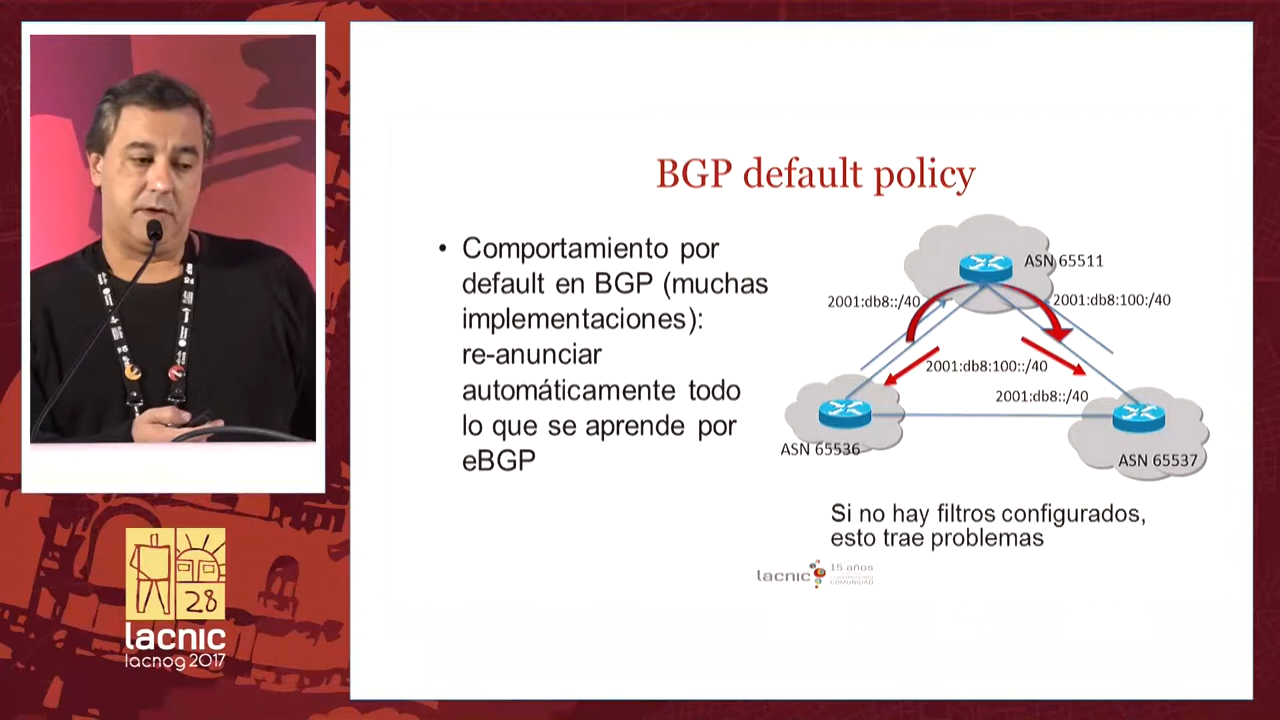 BGP default policy
• Comportamiento por
default en BGP (muchas
implementaciones):
re-anunciar
automáticamente todo
lo que se aprende por
eBGP
ASN 65511
2001:db8::/40
2001:db8:100:/40
2001:db8:100::/40
2001:db8::/40
ASN 65536
ASN 65537
Si no hay filtros configurados,
esto trae problemas
lacnic
15 años
COMUNIDAD
28
lacnic
lacnog 2017